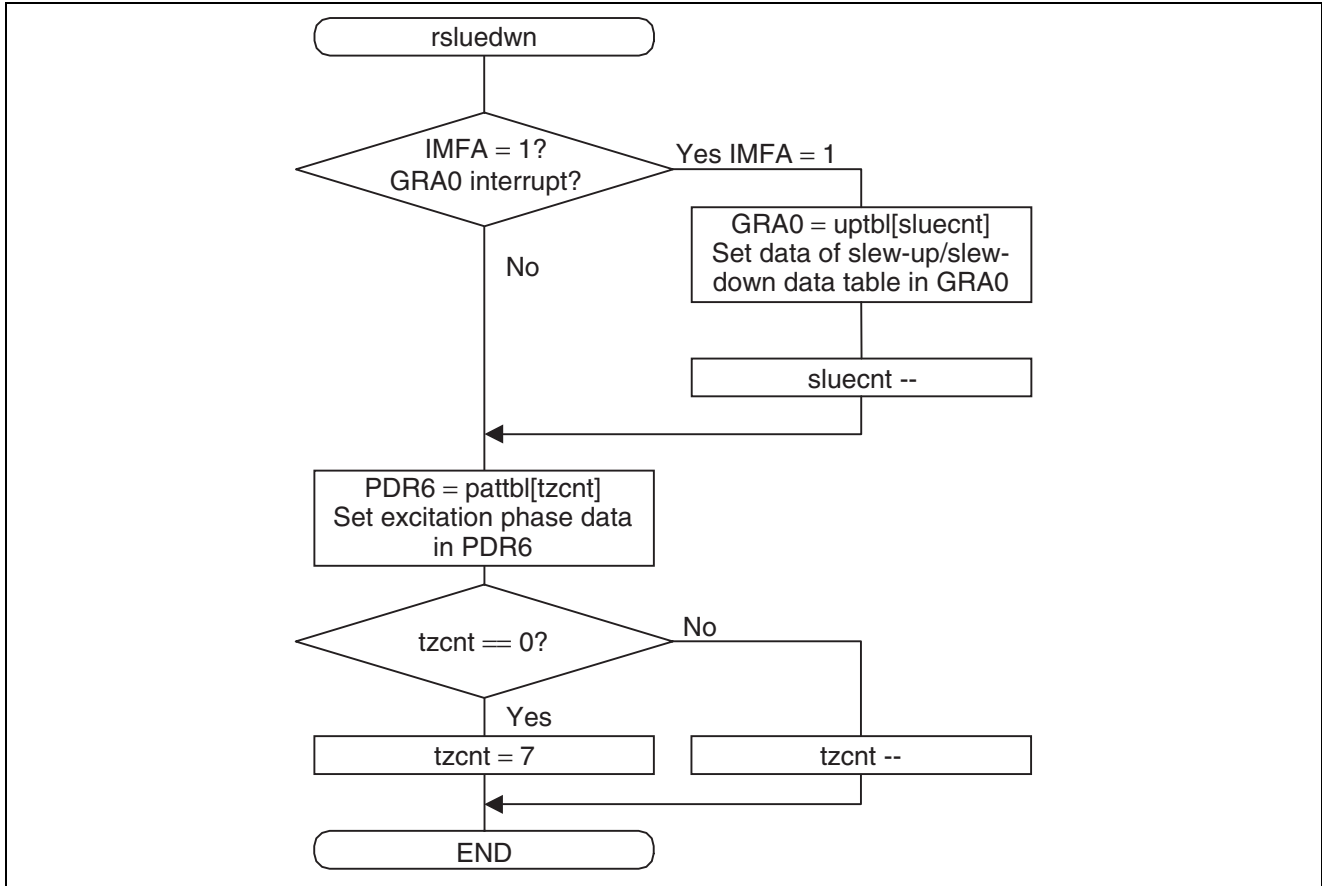 rsluedwn
IMFA = 1?
GRA0 interrupt?
Yes IMFA = 1
GRA0 = uptbl[sluecnt]
Set data of slew-up/slew-
down data table in GRA0
No
sluecnt --
PDR6 = pattbl[tzcnt]
Set excitation phase data
in PDR6
tzcnt == 0?
No
Yes
tzcnt = 7
tzcnt --
END